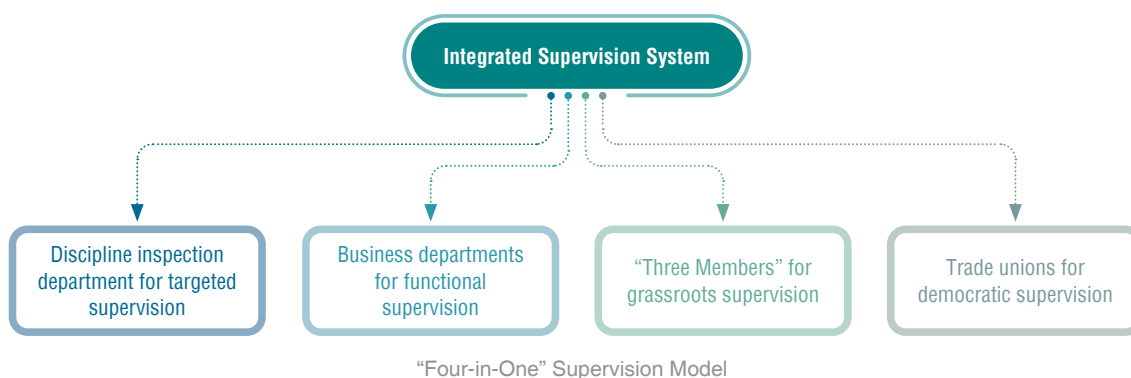 Integrated Supervision System
Discipline inspection
department for targeted
supervision
Business departments
for functional
supervision
“Three Members” for
grassroots supervision
Trade unions for
democratic supervision
“Four-in-One” Supervision Model